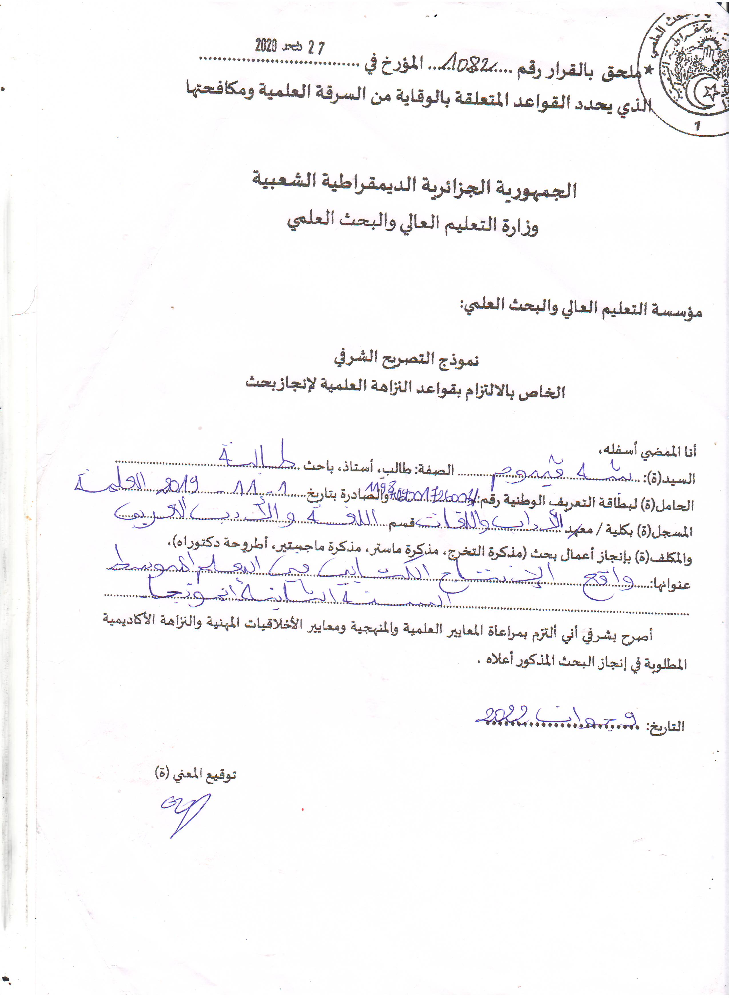 البحث العلمي
27 ديسمبر 2020
* ملحق بالقرار رقم ....1082.... المؤرخ في ....................
الذي يحدد القواعد المتعلقة بالوقاية من السرقة العلمية ومكافحتها
1
الجمهورية الجزائرية الديمقراطية الشعبية
وزارة التعليم العالي والبحث العلمي
مؤسسة التعليم العالي والبحث العلمي:
نموذج التصريح الشرفي
الخاص بالالتزام بقواعد النزاهة العلمية لإنجاز بحث
أنا الممضي أسفله،
السيد(ة): ........ الصفة: طالب، أستاذ، باحث طالبة
الحامل(ة) لبطاقة التعريف الوطنية رقم: والصادرة بتاريخ 1 - 11 - 2019 العلمة
المسجل(ة) بكلية / معهد الآداب واللغات قسم اللغة والأدب العربي
والمكلف(ة) بإنجاز أعمال بحث (مذكرة التخرج، مذكرة ماستر، مذكرة ماجستير، أطروحة دكتوراه)،
عنوانها: واقع الإنتاج الكتابي في التعليم المتوسط
السنة الثانية أنموذجا
أصرح بشرفي أني ألتزم بمراعاة المعايير العلمية والمنهجية ومعايير الأخلاقيات المهنية والنزاهة الأكاديمية
المطلوبة في إنجاز البحث المذكور أعلاه .
التاريخ: 9 جوان 2022
توقيع المعني (ة)